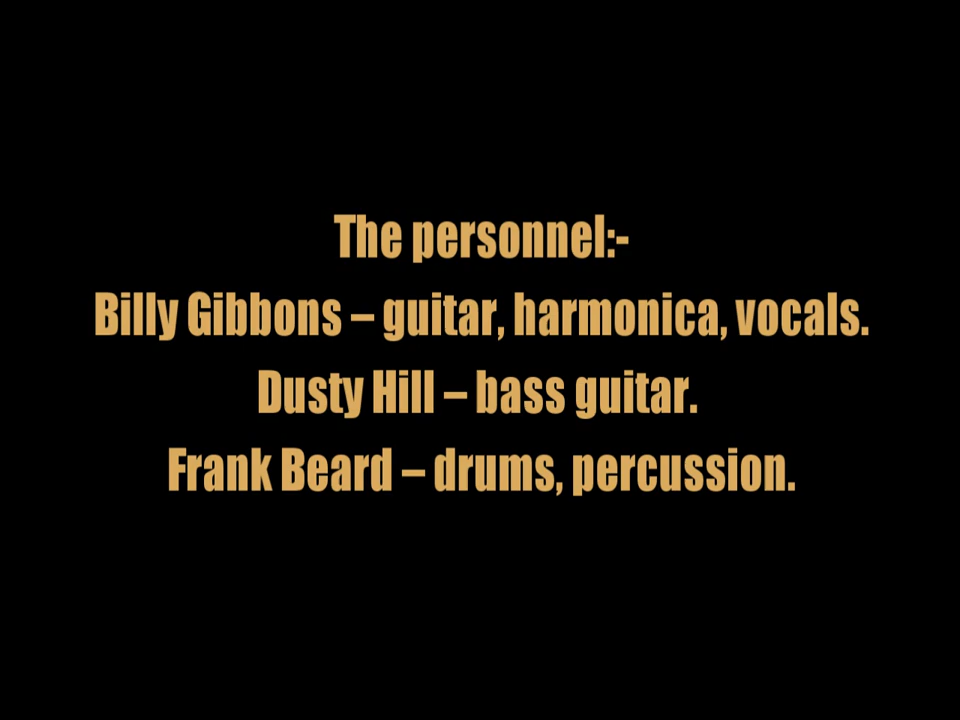 The personnel:-
Billy Gibbons – guitar, harmonica, vocals.
Dusty Hill – bass guitar.
Frank Beard – drums, percussion.